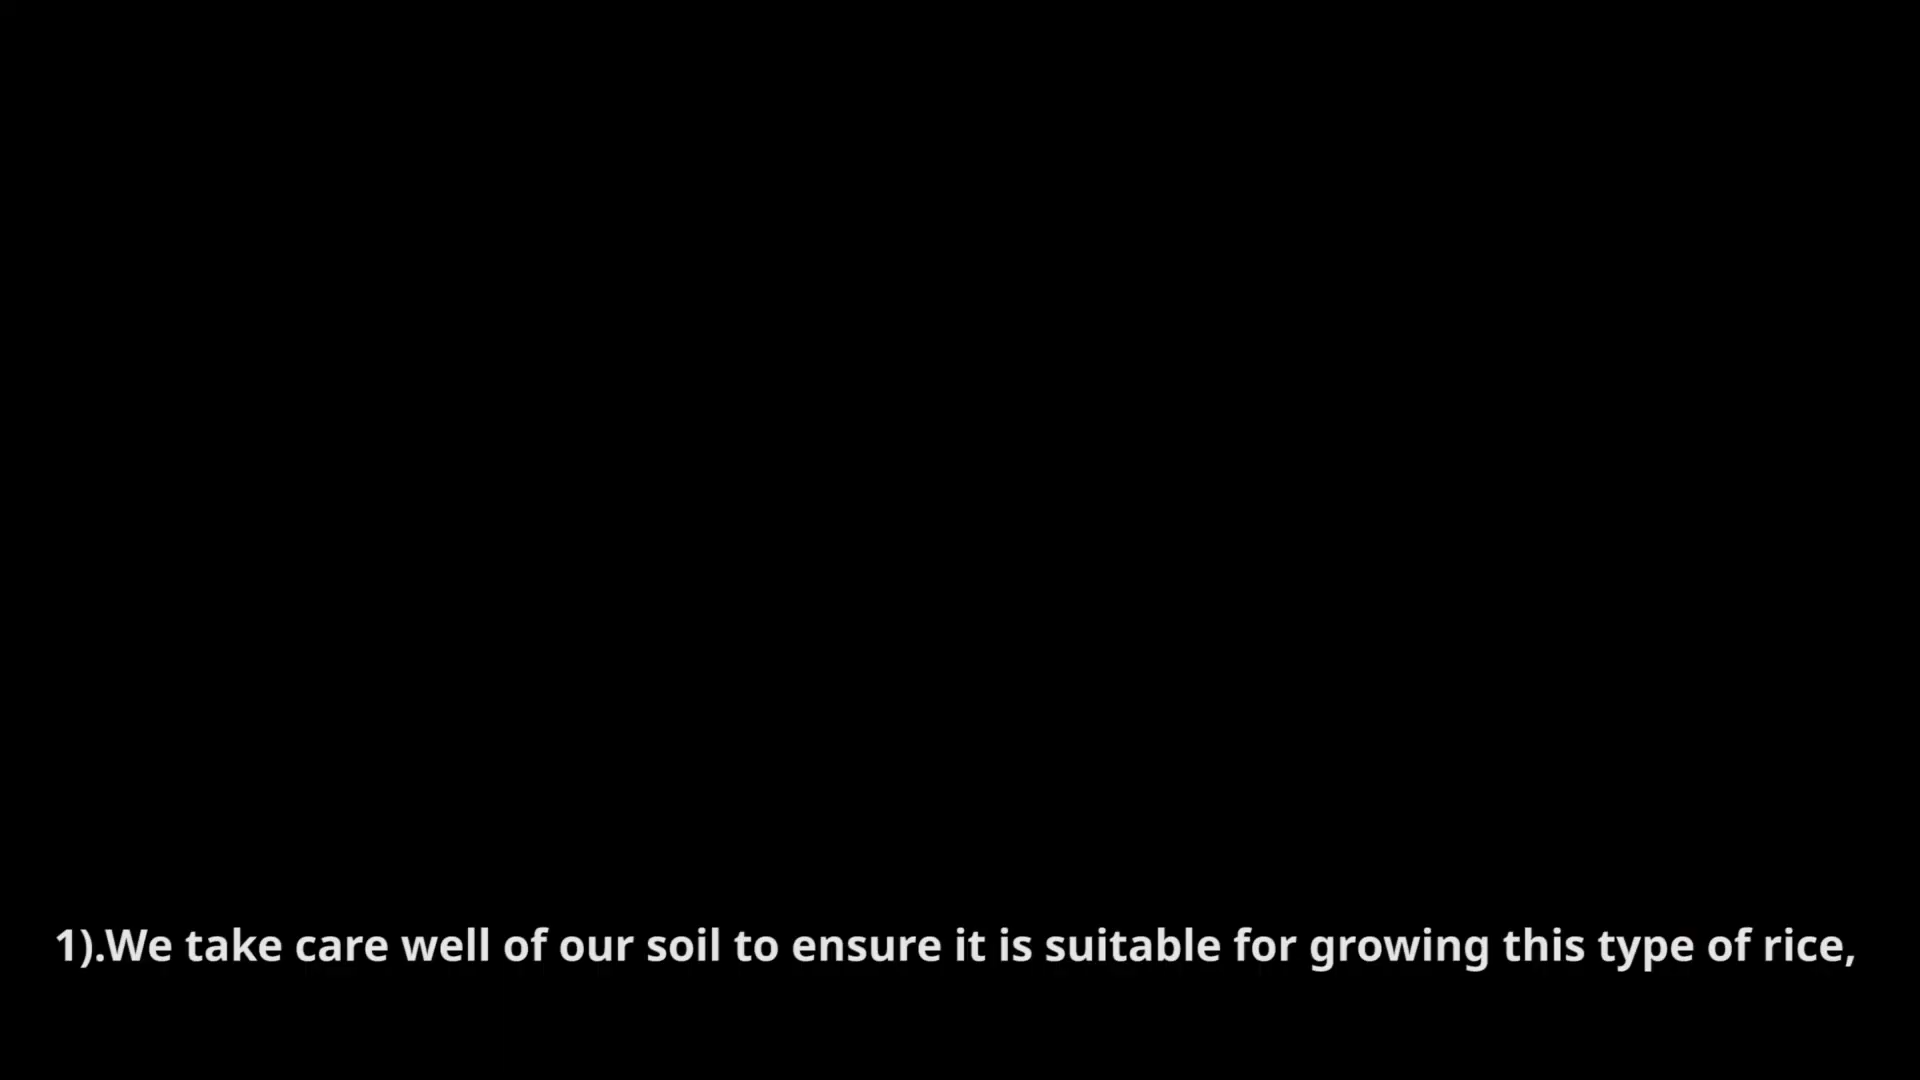 1).We take care well of our soil to ensure it is suitable for growing this type of rice,